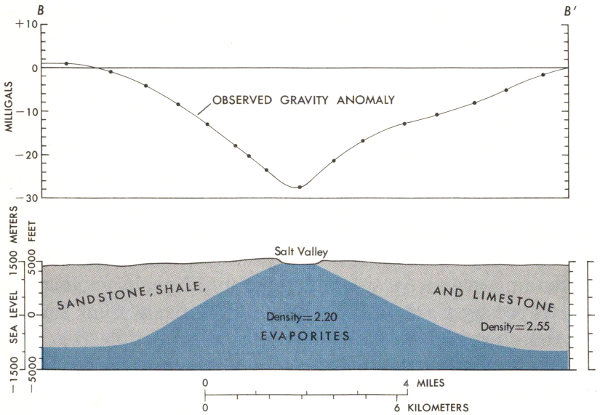 B
B'
+10
0
−10
−20
−30
MILLIGALS
OBSERVED GRAVITY ANOMALY
Salt Valley
1500 METERS
SEA LEVEL
−1500
5000 FEET
0
−5000
SANDSTONE, SHALE,
AND LIMESTONE
Density=2.20
EVAPORITES
Density=2.55
0
4 MILES
0
6 KILOMETERS